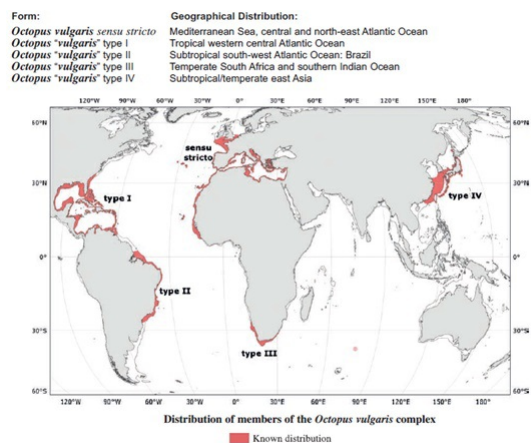 Form: Geographical Distribution:
Octopus vulgaris sensu stricto Mediterranean Sea, central and north-east Atlantic Ocean
Octopus "vulgaris" type I Tropical western central Atlantic Ocean
Octopus "vulgaris" type II Subtropical south-west Atlantic Ocean: Brazil
Octopus "vulgaris" type III Temperate South Africa and southern Indian Ocean
Octopus "vulgaris" type IV Subtropical/temperate east Asia
120°W 90°W 60°W 30°W 0° 30°E 60°E 90°E 120°E 150°E 180°
60°N 60°N
sensu
stricto
30°N 30°N
type I type IV
0° 0°
type II
30°S 30°S
type III
60°S 60°S
120°W 90°W 60°W 30°W 0° 30°E 60°E 90°E 120°E 150°E 180°
Distribution of members of the Octopus vulgaris complex
Known distribution